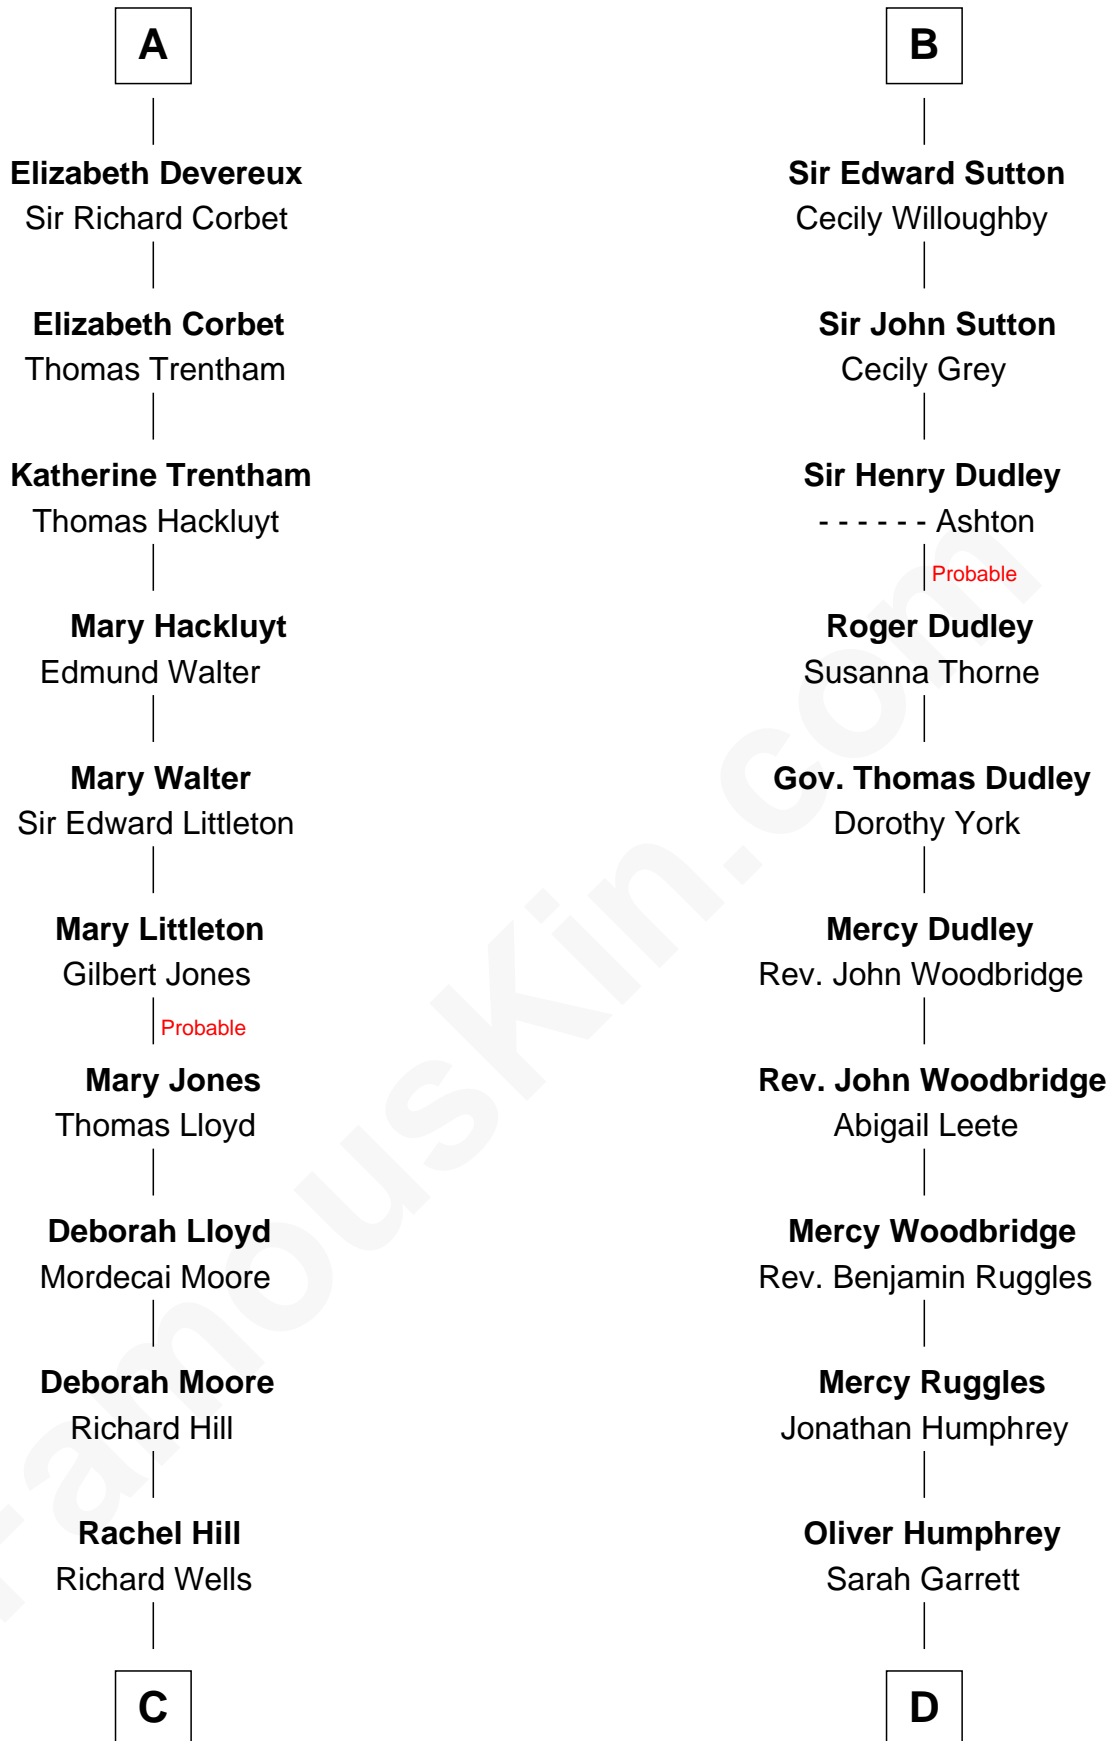 A
Elizabeth Devereux
Sir Richard Corbet
Elizabeth Corbet
Thomas Trentham
Katherine Trentham
Thomas Hackluyt
Mary Hackluyt
Edmund Walter
Mary Walter
Sir Edward Littleton
Mary Littleton
Gilbert Jones
Probable
Mary Jones
Thomas Lloyd
Deborah Lloyd
Mordecai Moore
Deborah Moore
Richard Hill
Rachel Hill
Richard Wells
C
B
Sir Edward Sutton
Cecily Willoughby
Sir John Sutton
Cecily Grey
Sir Henry Dudley
- - - - - - Ashton
Probable
Roger Dudley
Susanna Thorne
Gov. Thomas Dudley
Dorothy York
Mercy Dudley
Rev. John Woodbridge
Rev. John Woodbridge
Abigail Leete
Mercy Woodbridge
Rev. Benjamin Ruggles
Mercy Ruggles
Jonathan Humphrey
Oliver Humphrey
Sarah Garrett
D
FamousKin.com